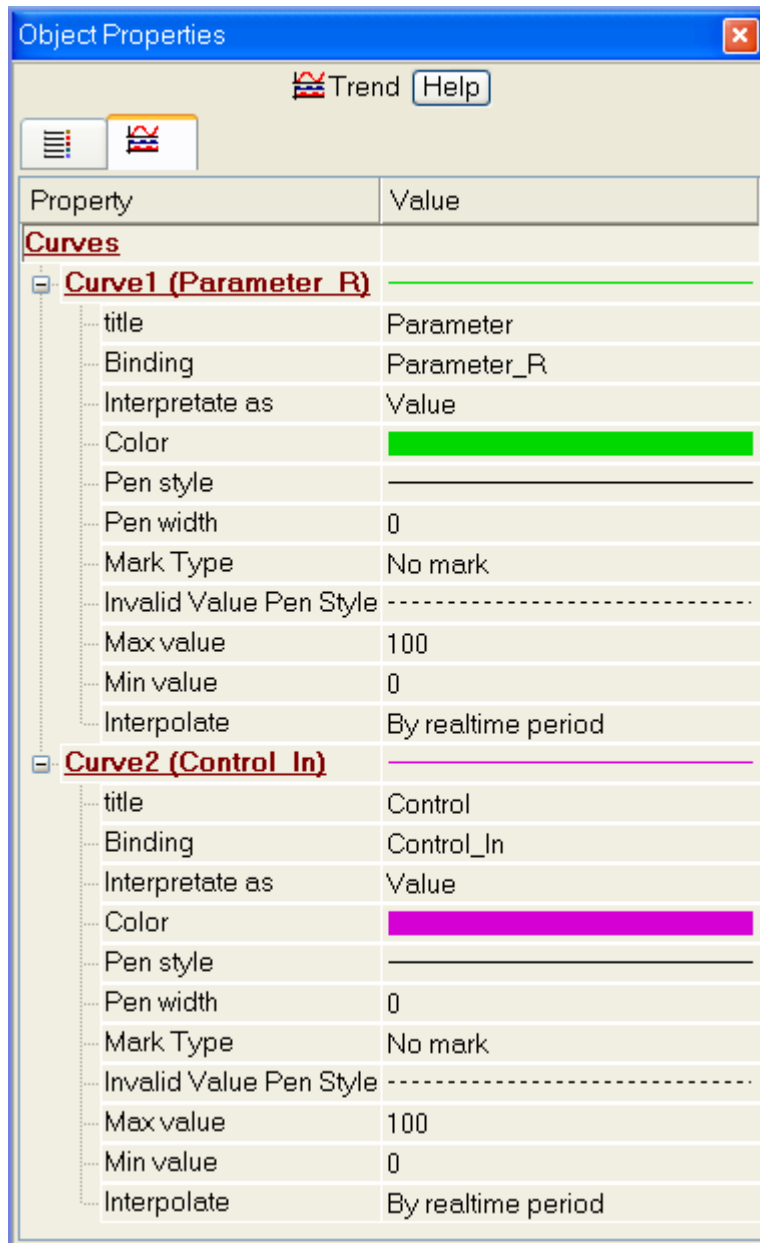 Object Properties
Trend Help
Property Value
Curves
Curve1 (Parameter_R)
title Parameter
Binding Parameter_R
Interpretate as Value
Color
Pen style
Pen width 0
Mark Type No mark
Invalid Value Pen Style
Max value 100
Min value 0
Interpolate By realtime period
Curve2 (Control_In)
title Control
Binding Control_In
Interpretate as Value
Color
Pen style
Pen width 0
Mark Type No mark
Invalid Value Pen Style
Max value 100
Min value 0
Interpolate By realtime period